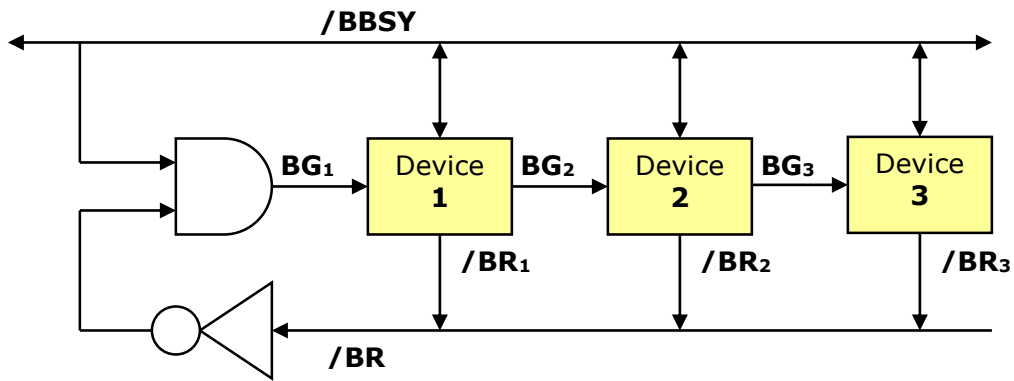 /BBSY
BG1
Device
1
BG2
Device
2
BG3
Device
3
/BR1
/BR2
/BR3
/BR